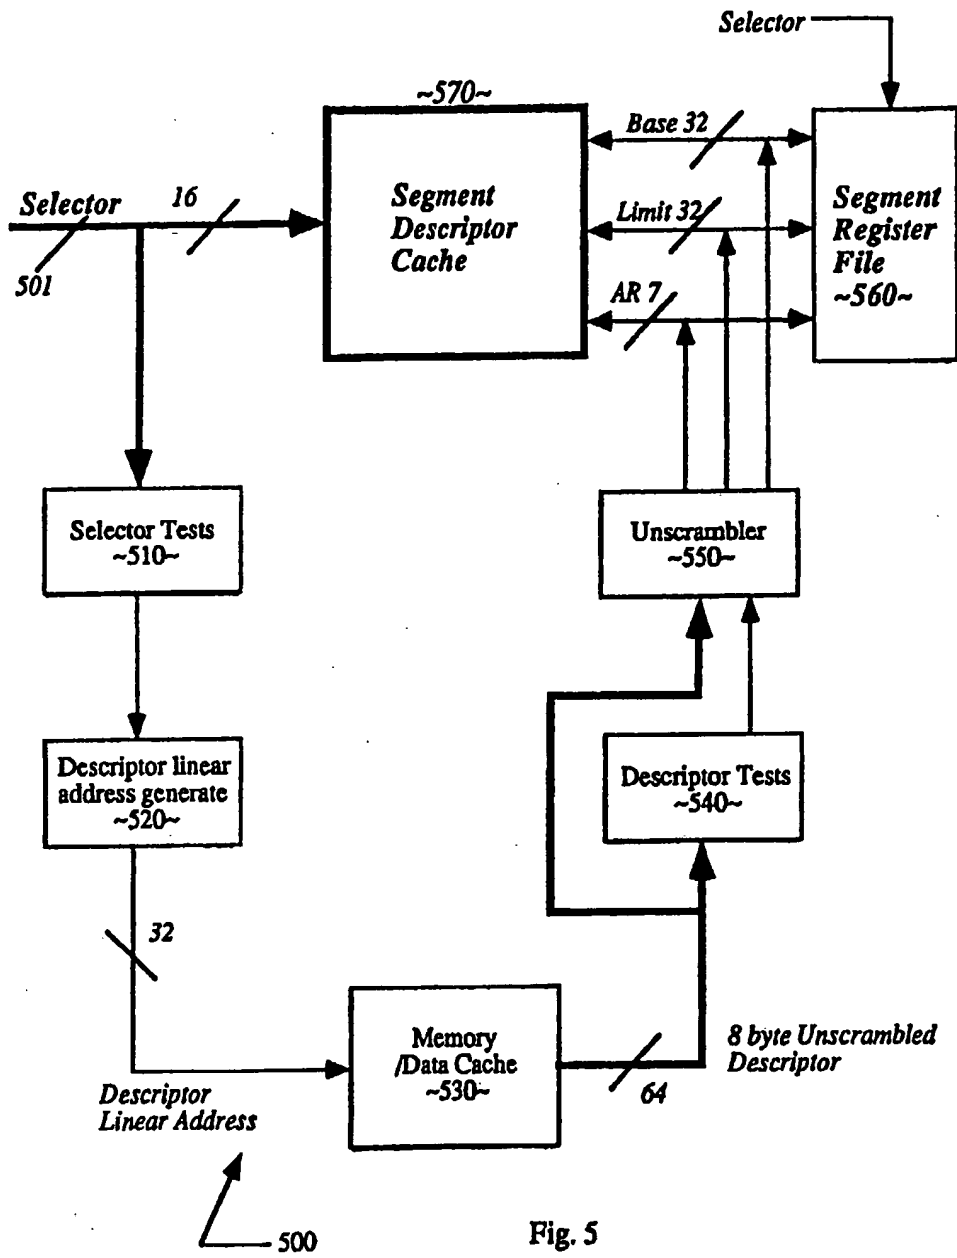 Selector
~570~
Base 32
Selector
16
Segment
Descriptor
Cache
Limit 32
Segment
Register
File
~560~
501
AR 7
Selector Tests
~510~
Unscrambler
~550~
Descriptor linear
address generate
~520~
Descriptor Tests
~540~
32
Memory
/Data Cache
~530~
8 byte Unscrambled
Descriptor
64
Descriptor
Linear Address
500
Fig. 5